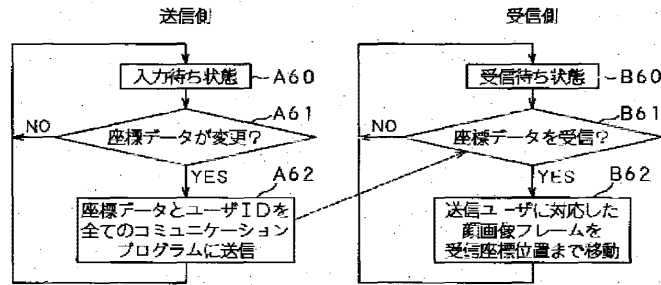 送信側
入力待ち状態
A60
A61
NO
座標データが変更?
YES
A62
座標データとユーザIDを
全てのコミュニケーション
プログラムに送信
受信側
受信待ち状態
B60
B61
NO
座標データを受信?
YES
B62
送信ユーザに対応した
顔画像フレームを
受信座標位置まで移動